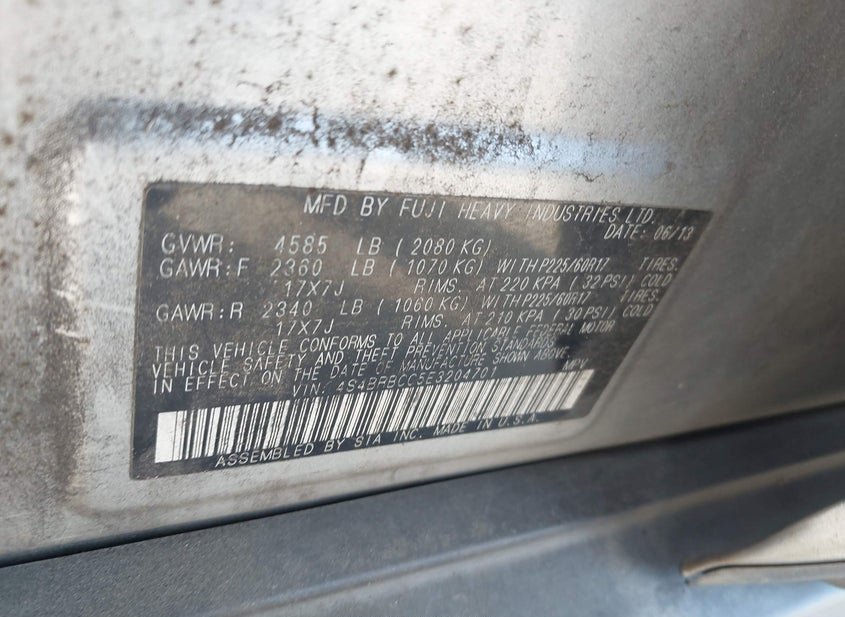 MFD BY FUJI HEAVY INDUSTRIES LTD.
DATE: 06/13
GVWR: 4585 LB (2080 KG)
GAWR:F 2360 LB (1070 KG) WITHP225/60R17 TIRES.
17X7J RIMS. AT 220 KPA (32 PSI) COLD
GAWR:R 2340 LB (1060 KG) WITHP225/60R17 TIRES.
17X7J RIMS. AT 210 KPA (30 PSI) COLD
THIS VEHICLE CONFORMS TO ALL APPLICABLE FEDERAL MOTOR
VEHICLE SAFETY AND THEFT PREVENTION STANDARDS
IN EFFECT ON THE DATE OF MANUFACTURE SHOWN ABOVE.
VIN: 4S4BRBCC5E3204701 MPV
ASSEMBLED BY SIA INC. MADE IN U.S.A.